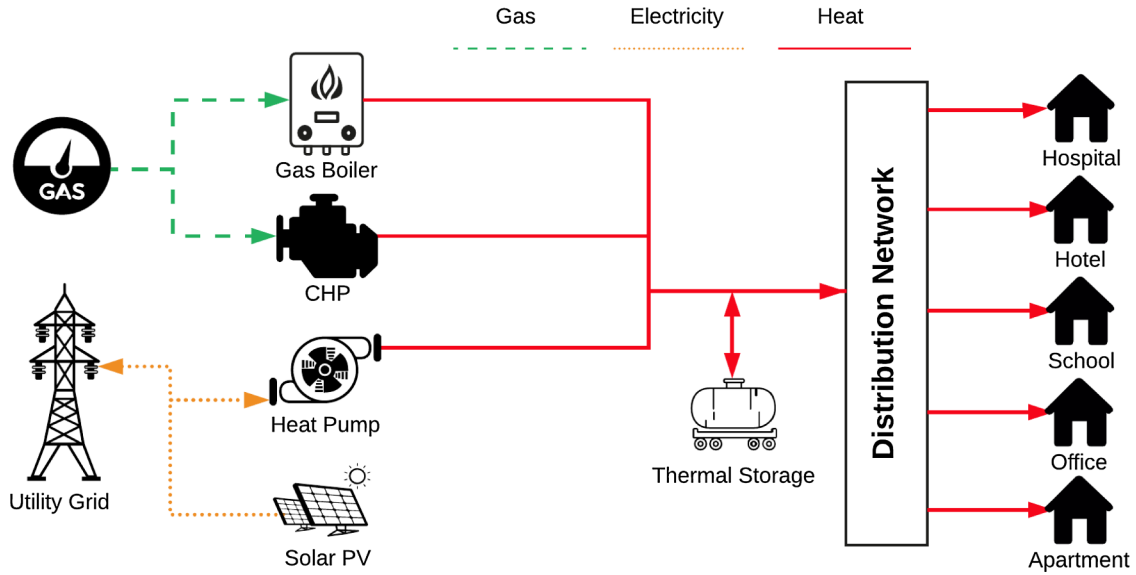 Gas
Electricity
Heat
GAS
Gas Boiler
CHP
Heat Pump
Utility Grid
Solar PV
Thermal Storage
Distribution Network
Hospital
Hotel
School
Office
Apartment